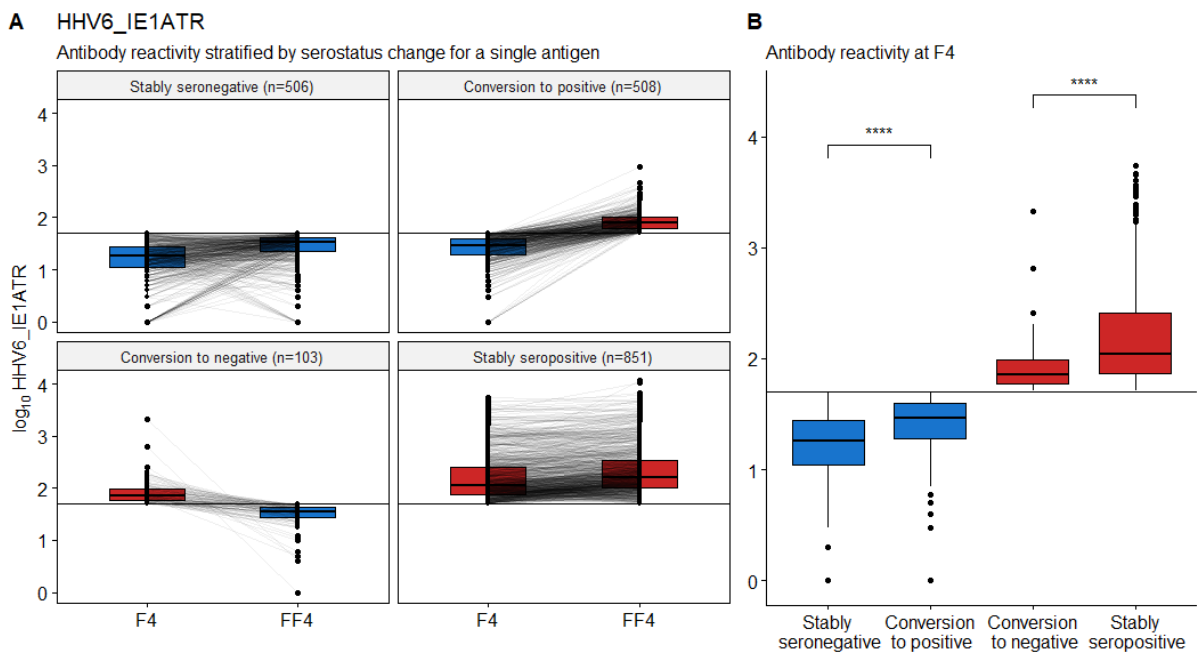 A HHV6_IE1ATR
Antibody reactivity stratified by serostatus change for a single antigen
Stably seronegative (n=506)
Conversion to positive (n=508)
4
3
2
1
0
Conversion to negative (n=103)
Stably seropositive (n=851)
4
3
2
1
0
log10 HHV6_IE1ATR
F4 FF4 F4 FF4
B
Antibody reactivity at F4
****
****
4
3
2
1
0
Stably seronegative
Conversion to positive
Conversion to negative
Stably seropositive